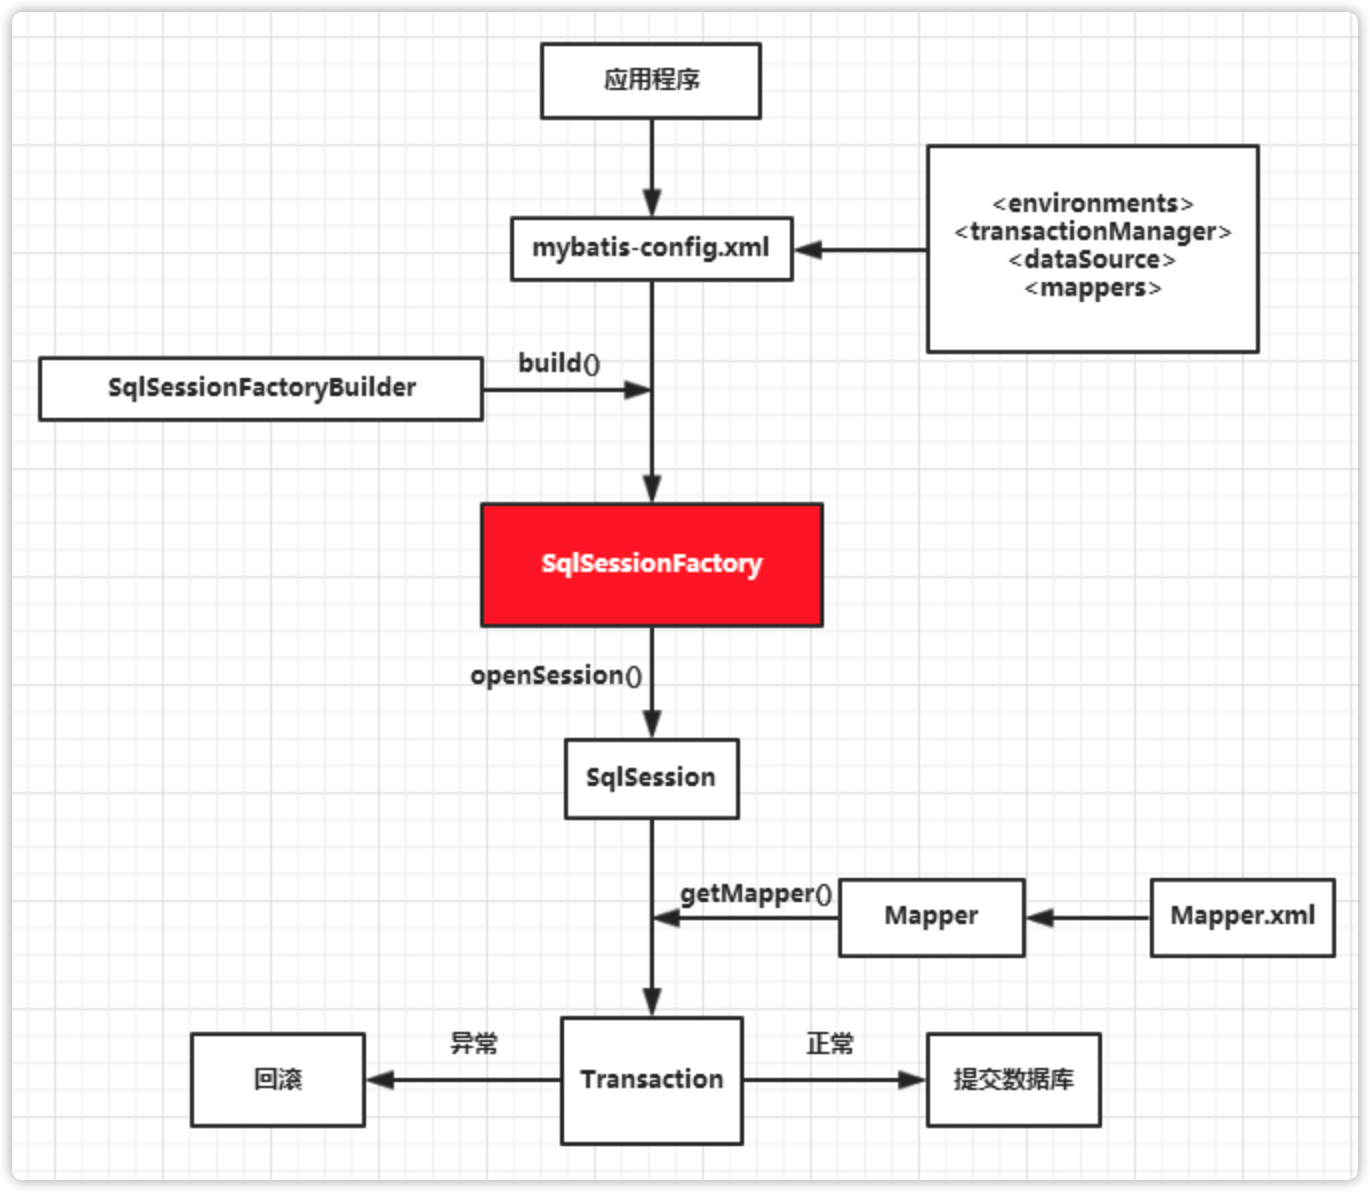 应用程序
<environments>
<transactionManager>
<dataSource>
<mappers>
mybatis-config.xml
build()
SqlSessionFactoryBuilder
SqlSessionFactory
openSession()
SqlSession
getMapper()
Mapper
Mapper.xml
异常
正常
回滚
Transaction
提交数据库